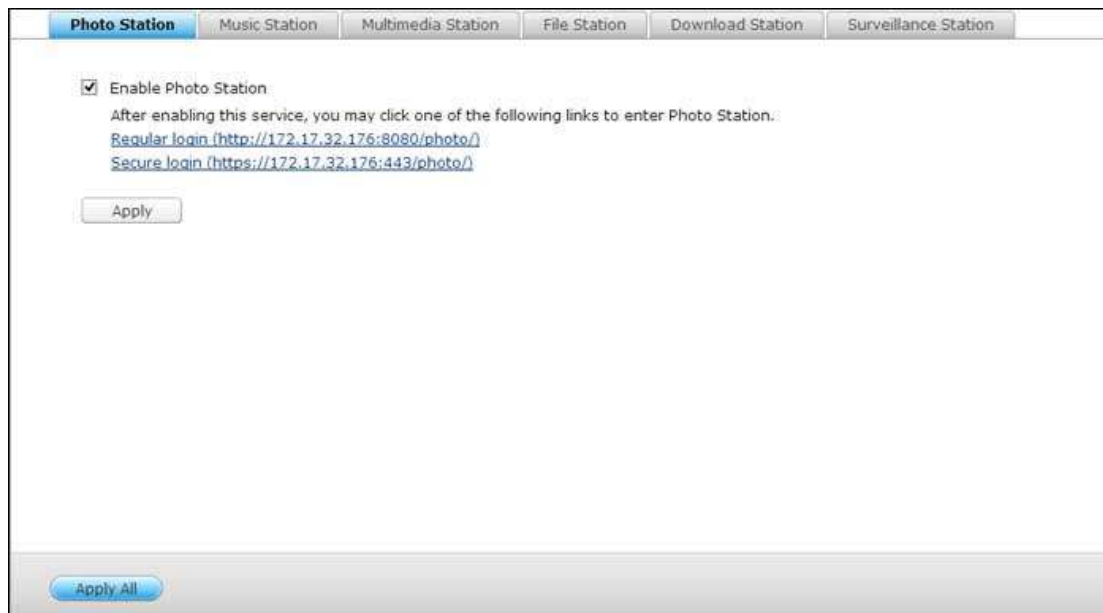 Photo Station Music Station Multimedia Station File Station Download Station Surveillance Station
Enable Photo Station
After enabling this service, you may click one of the following links to enter Photo Station.
Regular login (http://172.17.32.176:8080/photo/)
Secure login (https://172.17.32.176:443/photo/)
Apply
Apply All